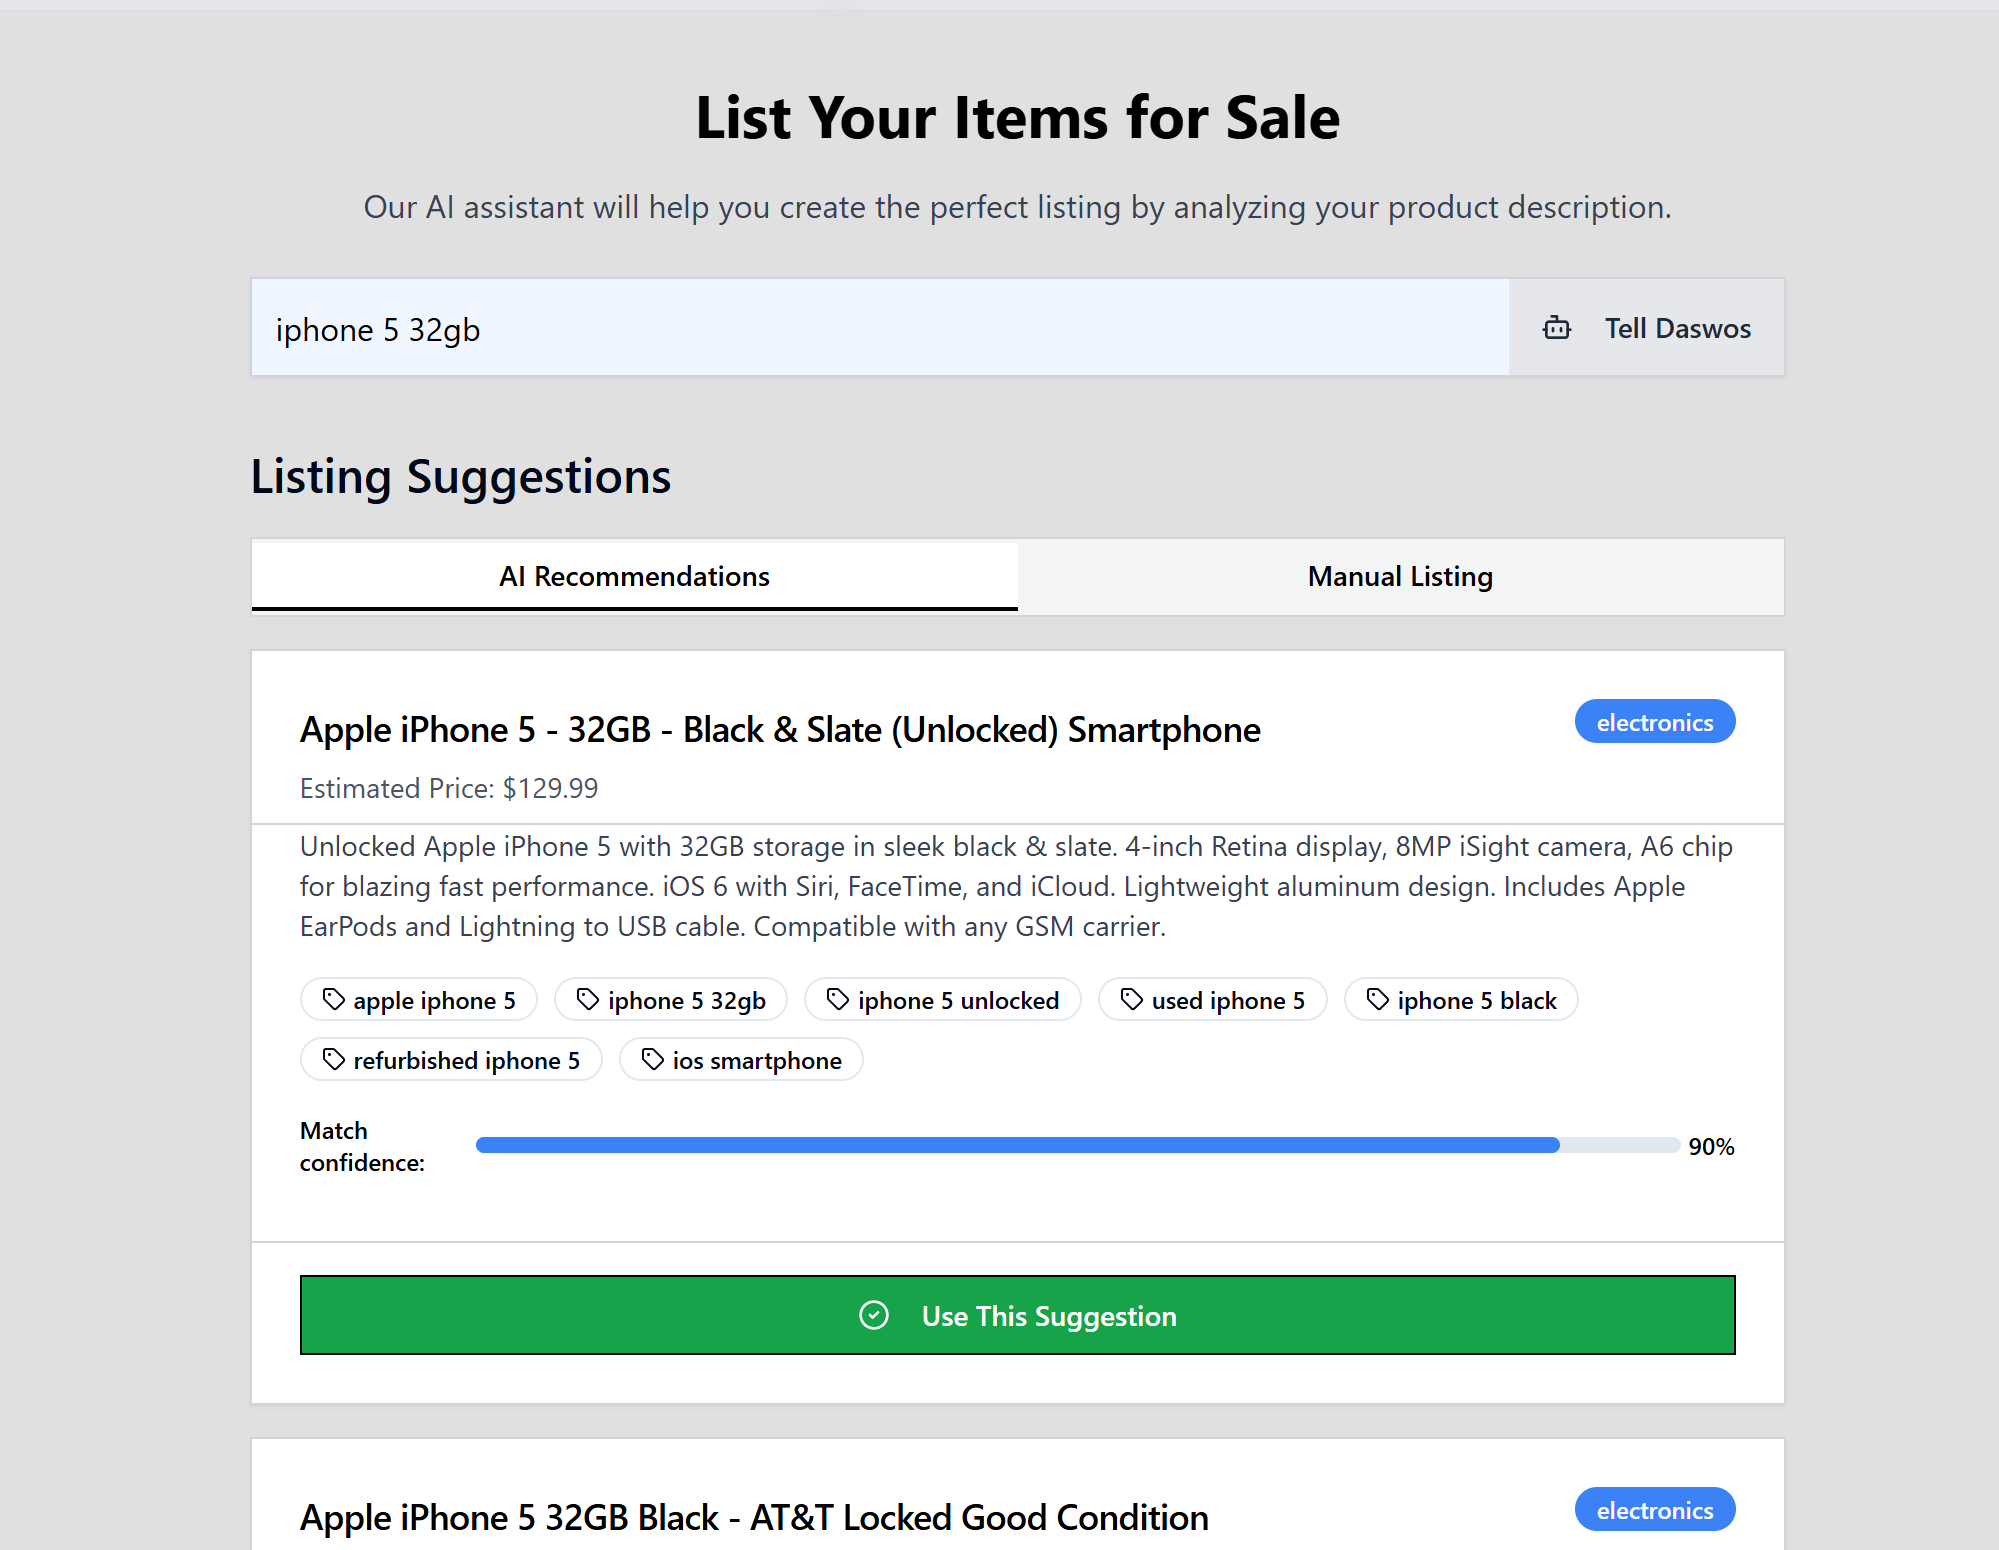 List Your Items for Sale
Our AI assistant will help you create the perfect listing by analyzing your product description.
iphone 5 32gb
Tell Daswos
Listing Suggestions
AI Recommendations
Manual Listing
Apple iPhone 5 - 32GB - Black & Slate (Unlocked) Smartphone
electronics
Estimated Price: $129.99
Unlocked Apple iPhone 5 with 32GB storage in sleek black & slate. 4-inch Retina display, 8MP iSight camera, A6 chip
for blazing fast performance. iOS 6 with Siri, FaceTime, and iCloud. Lightweight aluminum design. Includes Apple
EarPods and Lightning to USB cable. Compatible with any GSM carrier.
apple iphone 5
iphone 5 32gb
iphone 5 unlocked
used iphone 5
iphone 5 black
refurbished iphone 5
ios smartphone
Match
confidence:
90%
Use This Suggestion
Apple iPhone 5 32GB Black - AT&T Locked Good Condition
electronics